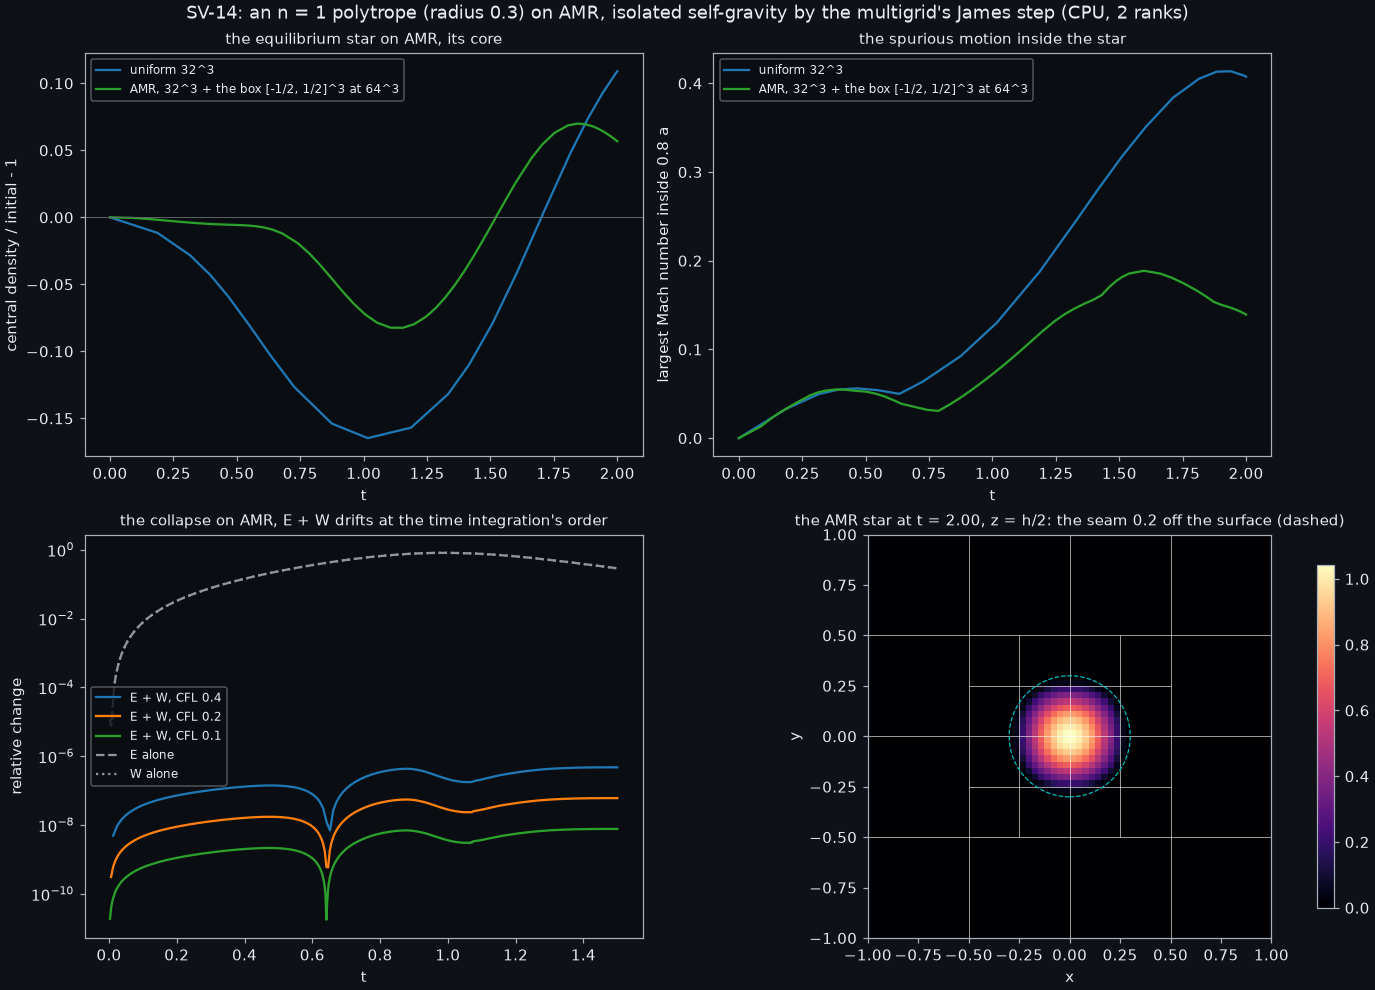 SV-14: an n = 1 polytrope (radius 0.3) on AMR, isolated self-gravity by the multigrid's James step (CPU, 2 ranks)
the equilibrium star on AMR, its core
uniform 32^3
AMR, 32^3 + the box [-1/2, 1/2]^3 at 64^3
central density / initial - 1
0.10
0.05
0.00
−0.05
−0.10
−0.15
0.00 0.25 0.50 0.75 1.00 1.25 1.50 1.75 2.00
t
the spurious motion inside the star
uniform 32^3
AMR, 32^3 + the box [-1/2, 1/2]^3 at 64^3
largest Mach number inside 0.8 a
0.4
0.3
0.2
0.1
0.0
0.00 0.25 0.50 0.75 1.00 1.25 1.50 1.75 2.00
t
the collapse on AMR, E + W drifts at the time integration's order
relative change
10⁰
10⁻²
10⁻⁴
10⁻⁶
10⁻⁸
10⁻¹⁰
E + W, CFL 0.4
E + W, CFL 0.2
E + W, CFL 0.1
E alone
W alone
0.0 0.2 0.4 0.6 0.8 1.0 1.2 1.4
t
the AMR star at t = 2.00, z = h/2: the seam 0.2 off the surface (dashed)
y
1.00
0.75
0.50
0.25
0.00
−0.25
−0.50
−0.75
−1.00
−1.00 −0.75 −0.50 −0.25 0.00 0.25 0.50 0.75 1.00
x
1.0
0.8
0.6
0.4
0.2
0.0